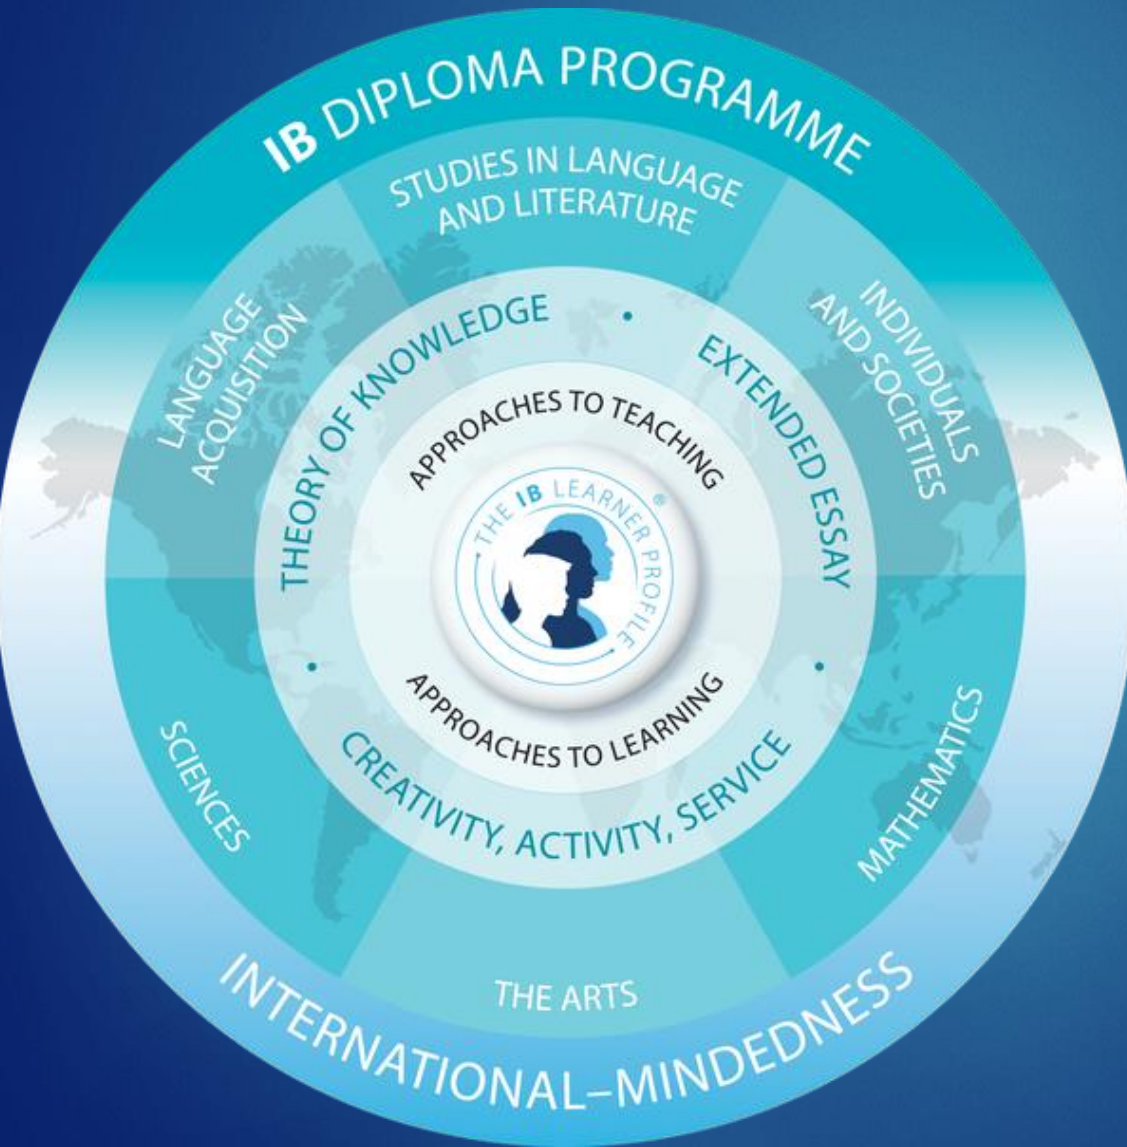 IB DIPLOMA PROGRAMME
STUDIES IN LANGUAGE
AND LITERATURE
LANGUAGE
ACQUISITION
INDIVIDUALS
AND SOCIETIES
THEORY OF KNOWLEDGE
•
EXTENDED ESSAY
•
CREATIVITY, ACTIVITY, SERVICE
•
APPROACHES TO TEACHING
THE IB LEARNER PROFILE
®
APPROACHES TO LEARNING
SCIENCES
MATHEMATICS
THE ARTS
INTERNATIONAL–MINDEDNESS